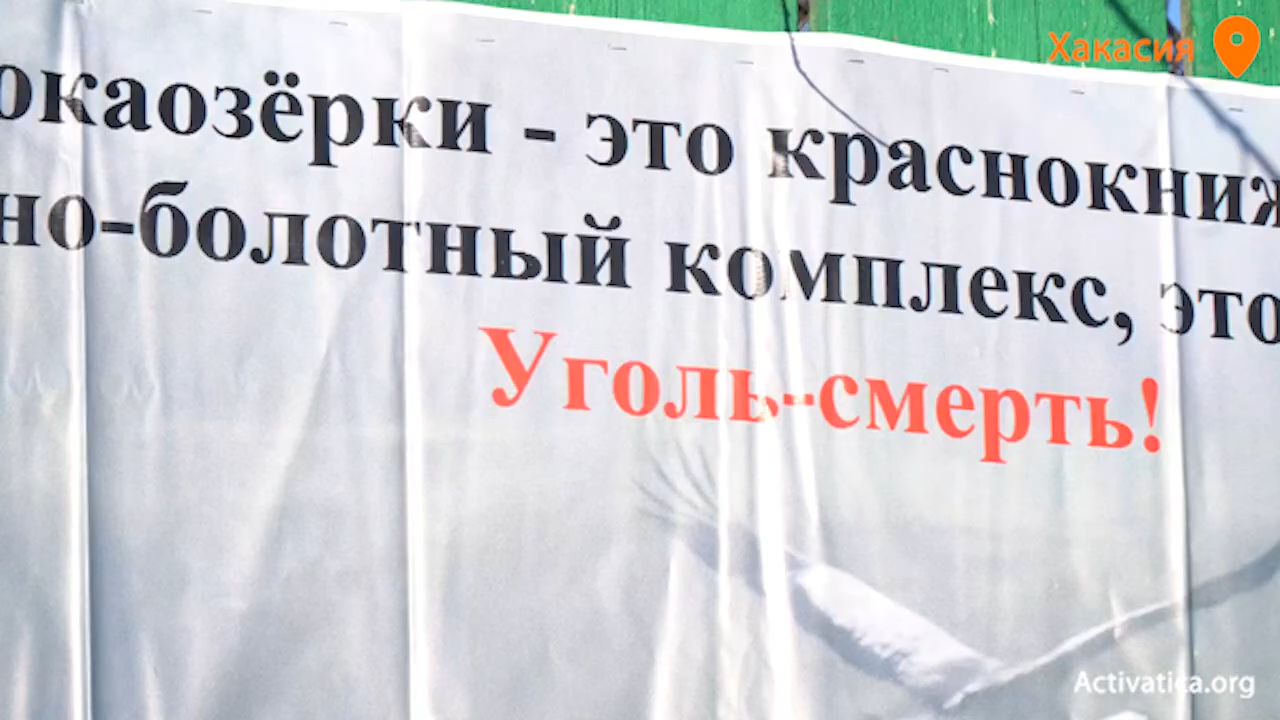 Хакасия
окаозёрки - это краснокниж
но-болотный комплекс, это
Уголь--смерть!
Activatica.org